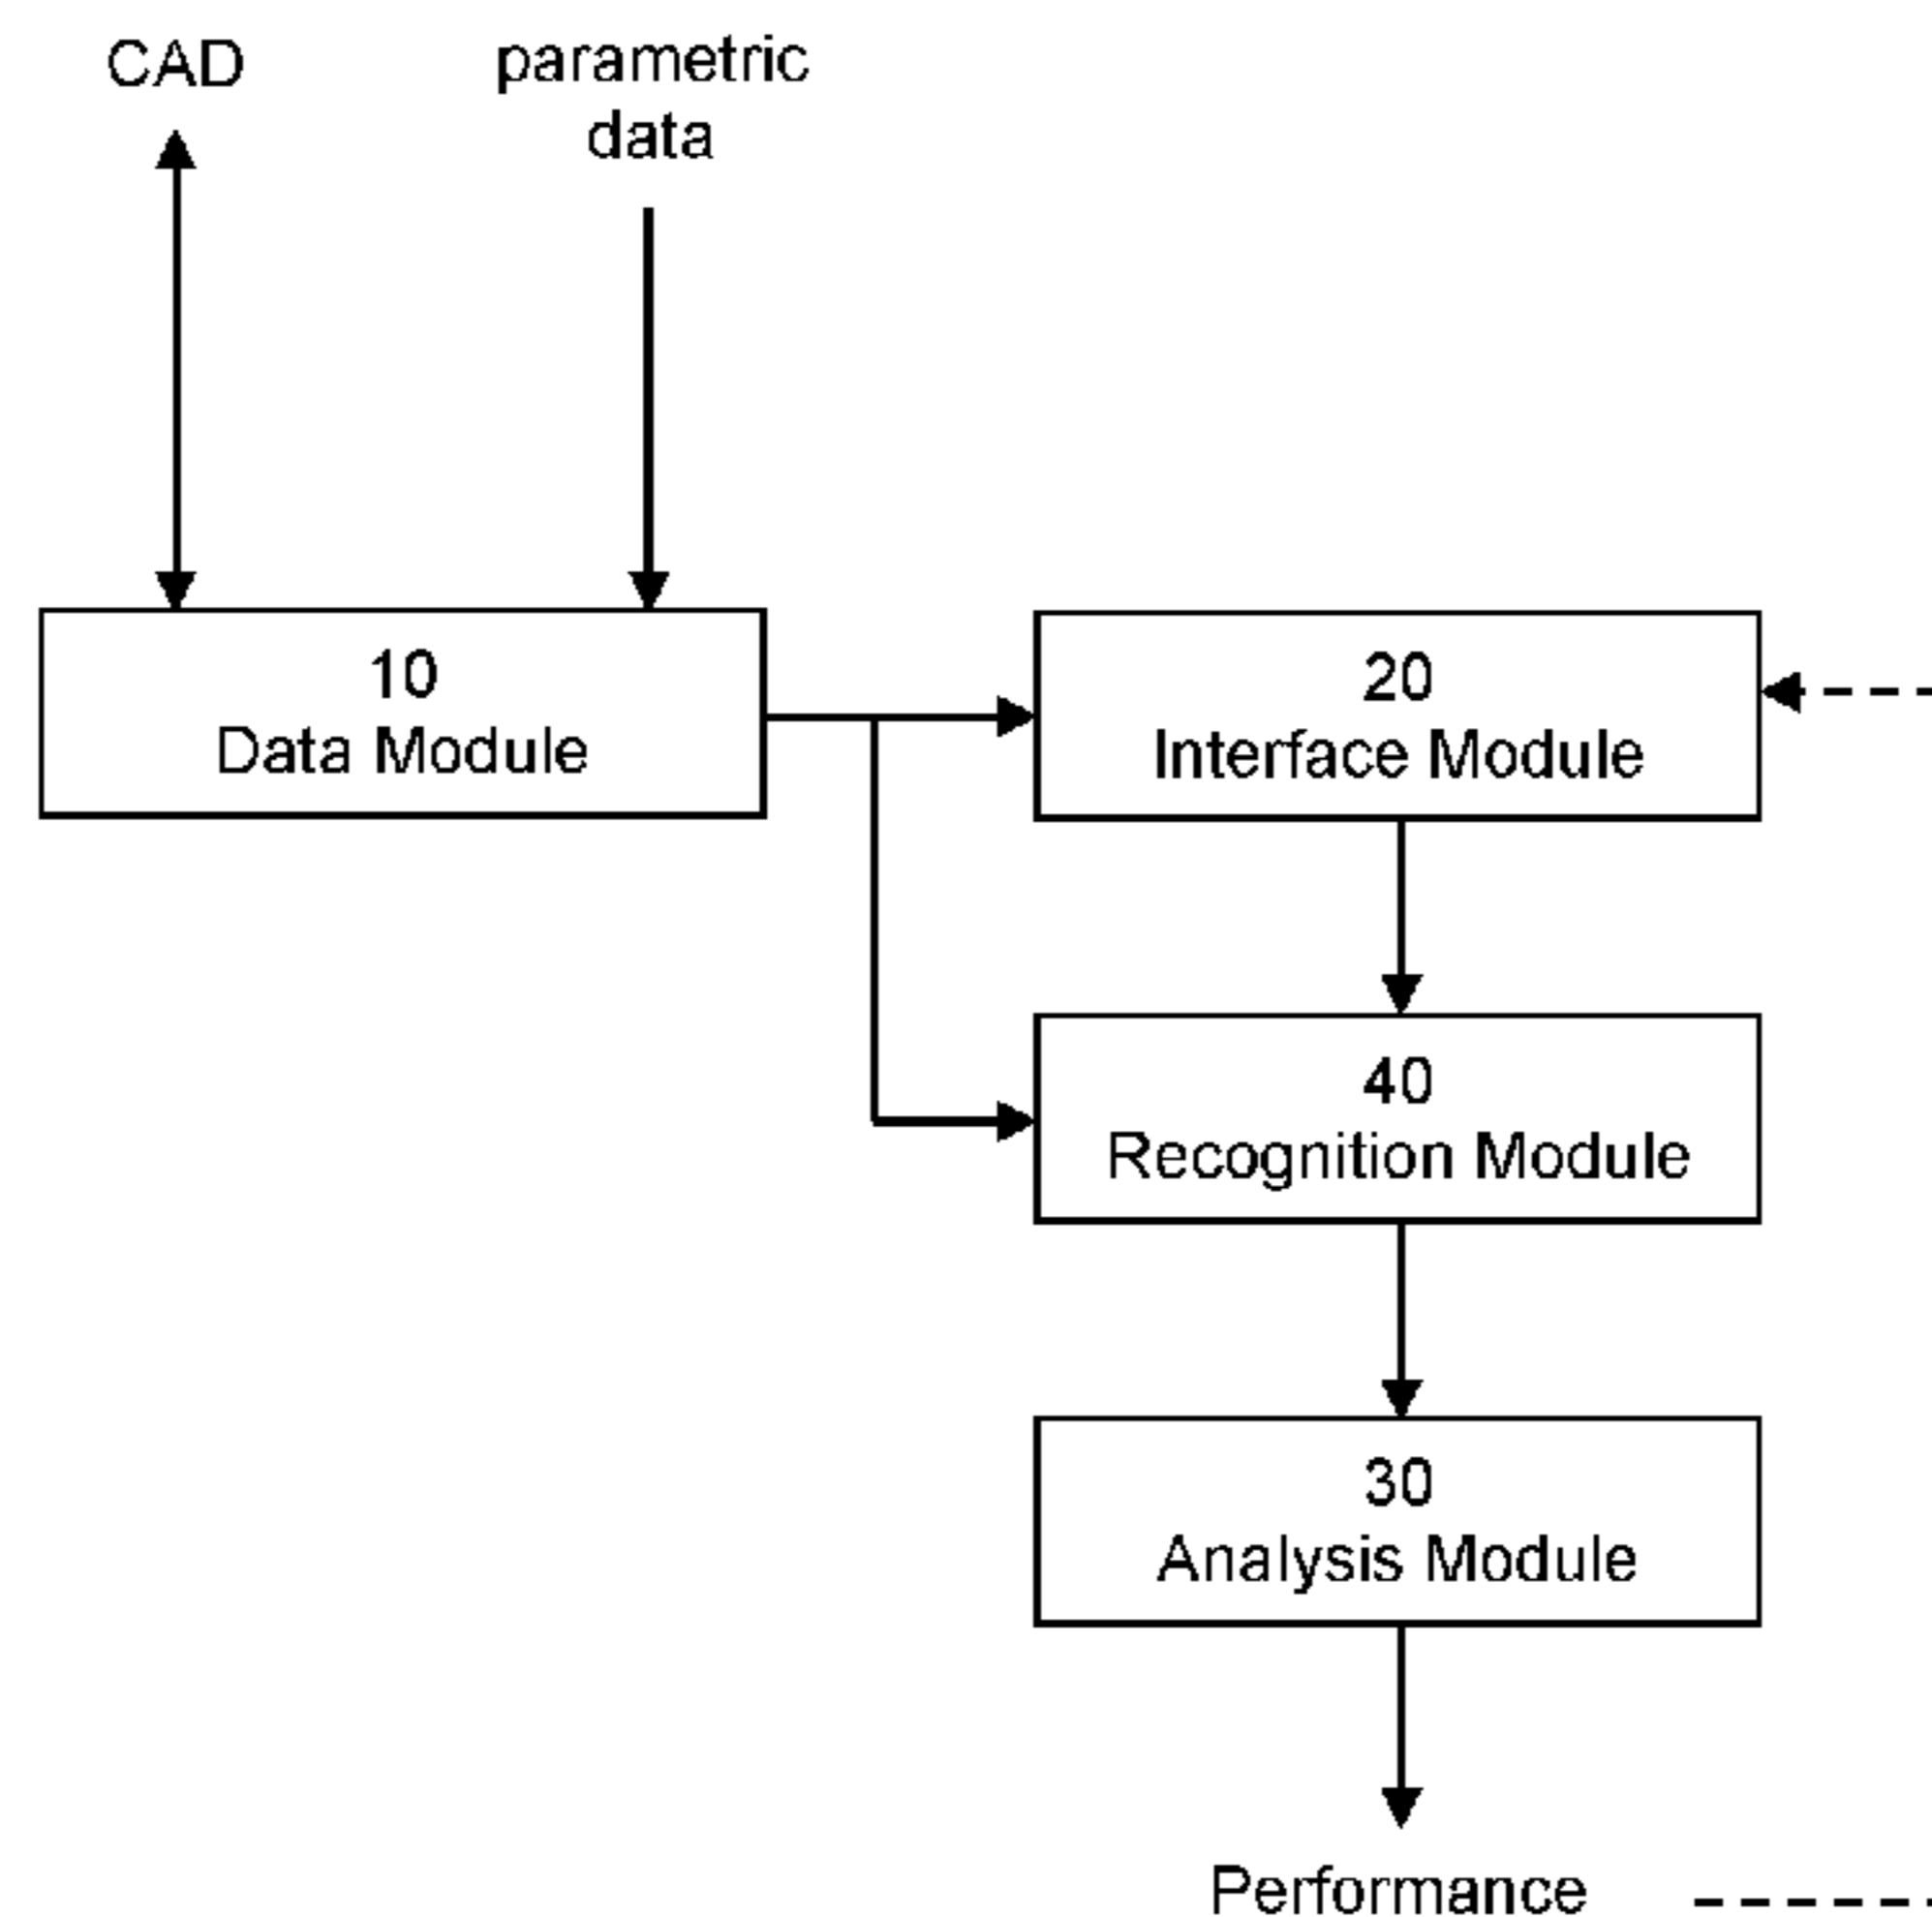 CAD
parametric
data
10
Data Module
20
Interface Module
40
Recognition Module
30
Analysis Module
Performance